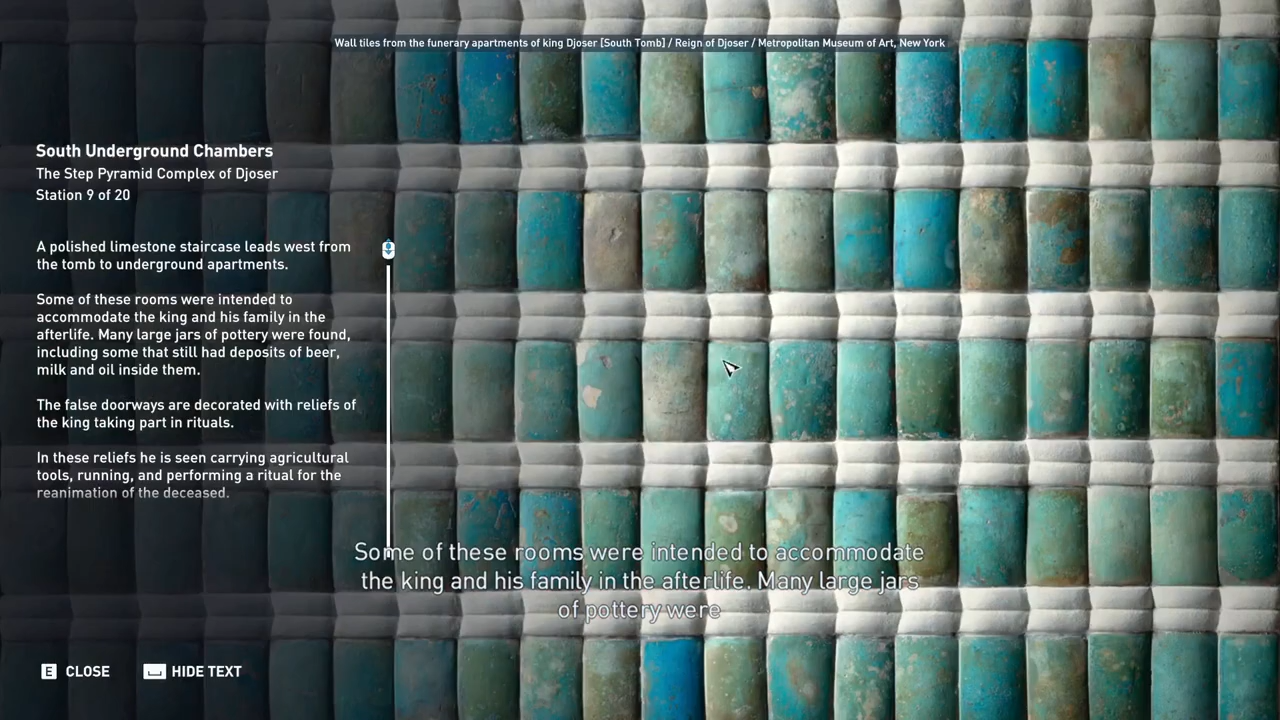 Wall tiles from the funerary apartments of king Djoser [South Tomb] / Reign of Djoser / Metropolitan Museum of Art, New York
South Underground Chambers
The Step Pyramid Complex of Djoser
Station 9 of 20
A polished limestone staircase leads west from
the tomb to underground apartments.
Some of these rooms were intended to
accommodate the king and his family in the
afterlife. Many large jars of pottery were found,
including some that still had deposits of beer,
milk and oil inside them.
The false doorways are decorated with reliefs of
the king taking part in rituals.
In these reliefs he is seen carrying agricultural
tools, running, and performing a ritual for the
reanimation of the deceased.
Some of these rooms were intended to accommodate
the king and his family in the afterlife. Many large jars
of pottery were
E CLOSE
HIDE TEXT